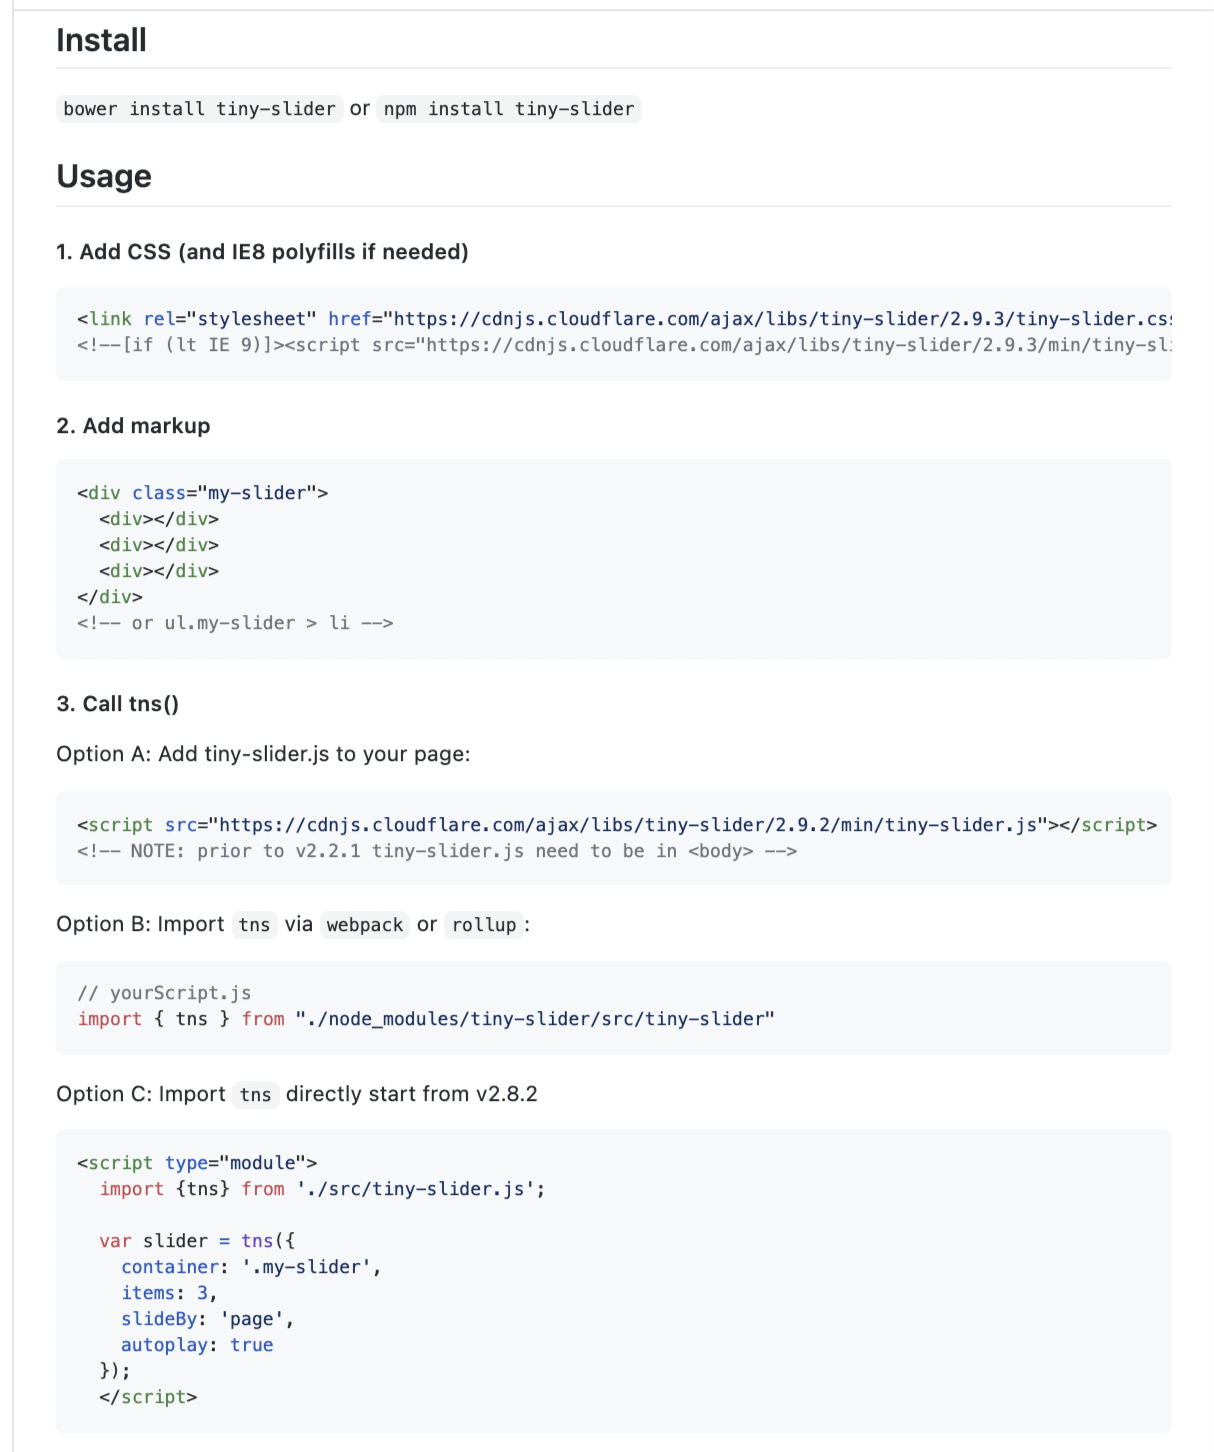 Install
bower install tiny-slider or npm install tiny-slider
Usage
1. Add CSS (and IE8 polyfills if needed)
<link rel="stylesheet" href="https://cdnjs.cloudflare.com/ajax/libs/tiny-slider/2.9.3/tiny-slider.cs
<!--[if (lt IE 9)]><script src="https://cdnjs.cloudflare.com/ajax/libs/tiny-slider/2.9.3/min/tiny-sl
2. Add markup
<div class="my-slider">
  <div></div>
  <div></div>
  <div></div>
</div>
<!-- or ul.my-slider > li -->
3. Call tns()
Option A: Add tiny-slider.js to your page:
<script src="https://cdnjs.cloudflare.com/ajax/libs/tiny-slider/2.9.2/min/tiny-slider.js"></script>
<!-- NOTE: prior to v2.2.1 tiny-slider.js need to be in <body> -->
Option B: Import tns via webpack or rollup:
// yourScript.js
import { tns } from "./node_modules/tiny-slider/src/tiny-slider"
Option C: Import tns directly start from v2.8.2
<script type="module">
  import {tns} from './src/tiny-slider.js';
  var slider = tns({
    container: '.my-slider',
    items: 3,
    slideBy: 'page',
    autoplay: true
  });
  </script>